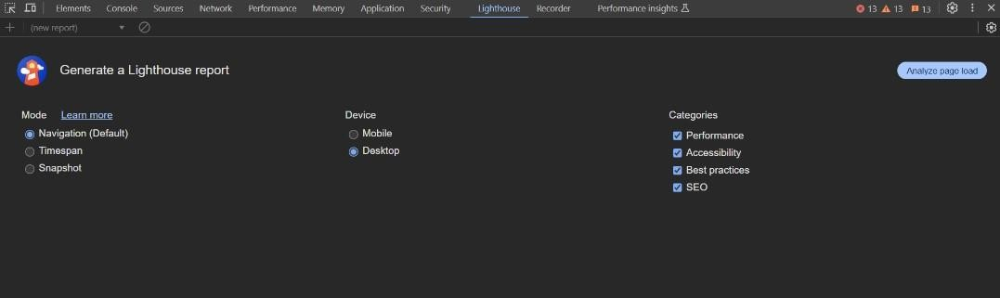 Elements Console Sources Network Performance Memory Application Security Lighthouse Recorder Performance insights 13 13 13
(new report)
Generate a Lighthouse report
Analyze page load
Mode Learn more Device Categories
Navigation (Default) Mobile Performance
Timespan Desktop Accessibility
Snapshot Best practices
SEO